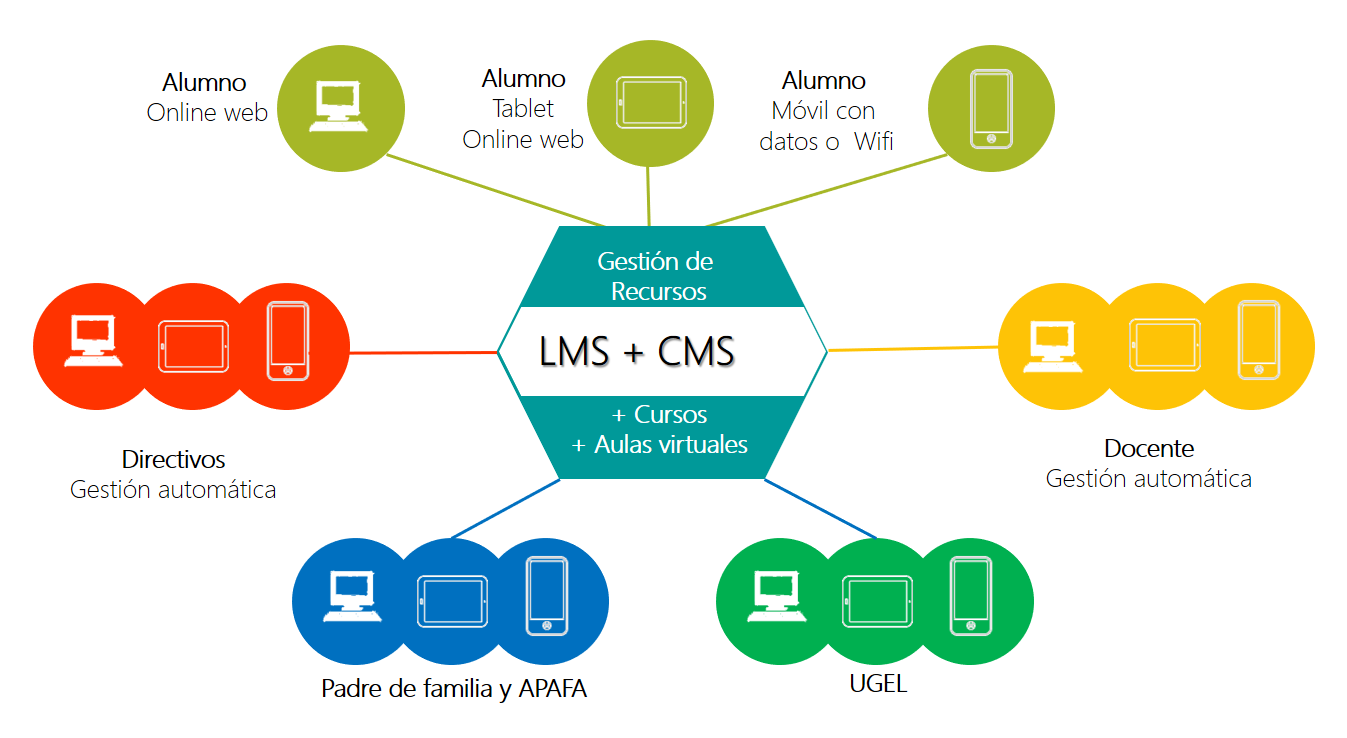 Alumno
Online web
Alumno
Tablet
Online web
Alumno
Móvil con
datos o Wifi
Gestión de
Recursos
LMS + CMS
+ Cursos
+ Aulas virtuales
Directivos
Gestión automática
Docente
Gestión automática
Padre de familia y APAFA
UGEL